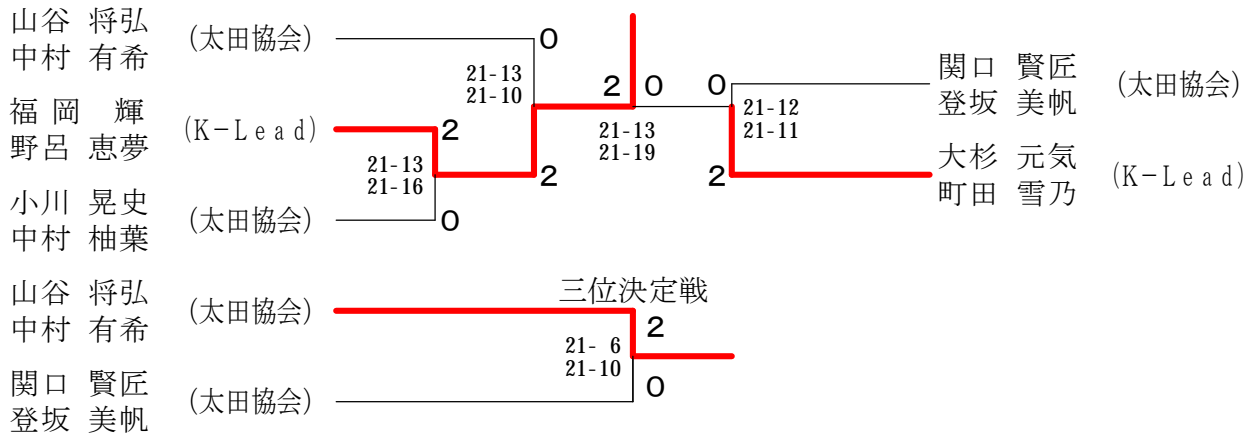 山谷 将弘
中村 有希
(太田協会)
0
21-13
21-10
福岡 輝
野呂 恵夢
(K-Lead)
2
21-13
21-16
2
小川 晃史
中村 柚葉
(太田協会)
0
2
0
21-13
21-19
0
21-12
21-11
2
関口 賢匠
登坂 美帆
(太田協会)
大杉 元気
町田 雪乃
(K-Lead)
三位決定戦
山谷 将弘
中村 有希
(太田協会)
2
21- 6
21-10
0
関口 賢匠
登坂 美帆
(太田協会)